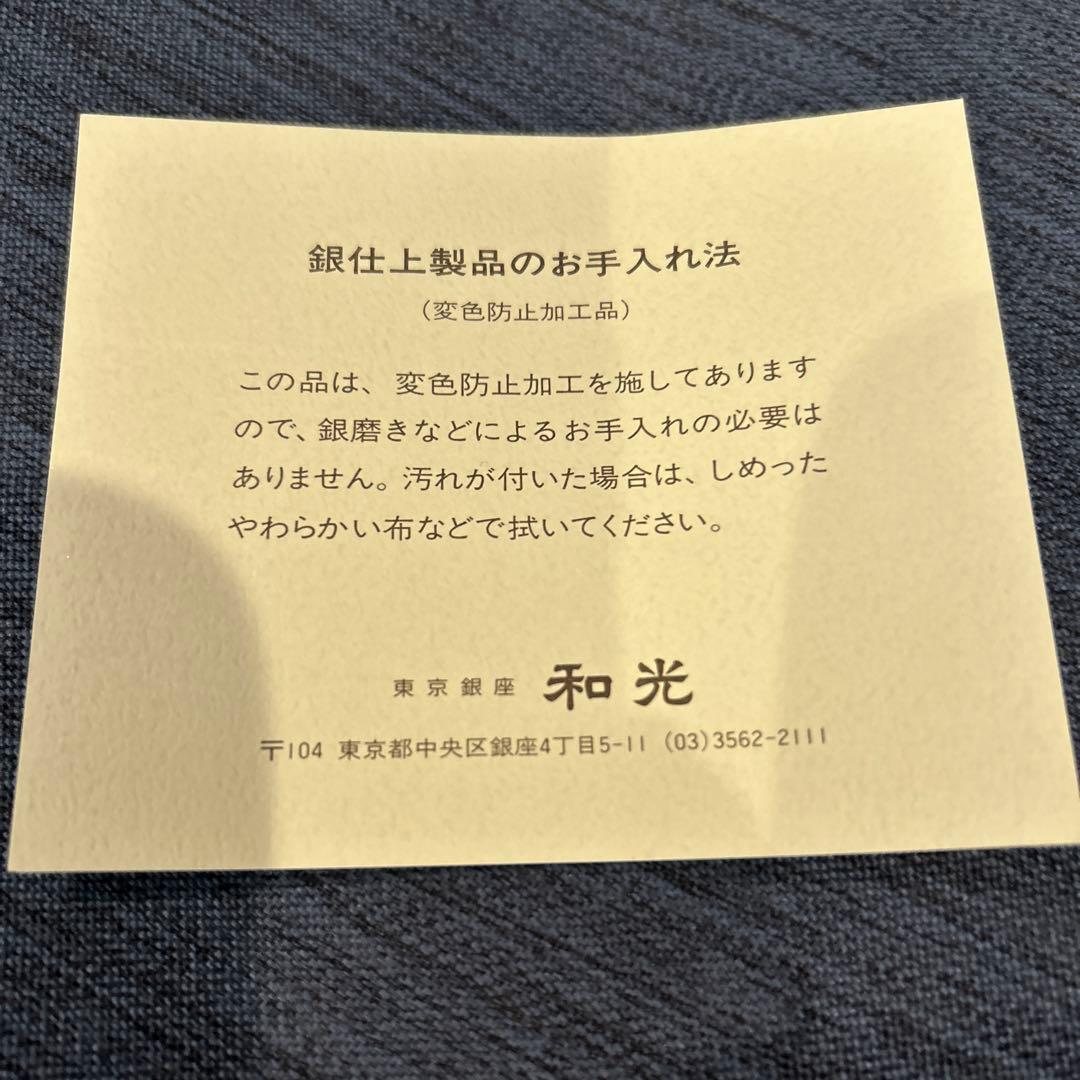 銀仕上製品のお手入れ法
（変色防止加工品）
この品は、変色防止加工を施してあります
ので、銀磨きなどによるお手入れの必要は
ありません。汚れが付いた場合は、しめった
やわらかい布などで拭いてください。
東京銀座 和光
〒104 東京都中央区銀座4丁目5-11 (03)3562-2111